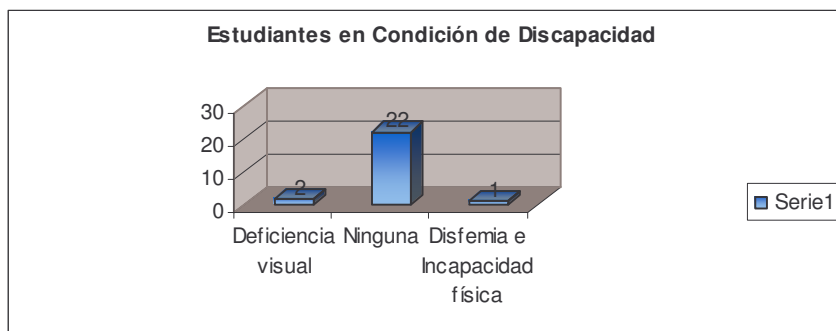 Estudiantes en Condición de Discapacidad
30
20
10
0
2
22
1
Deficiencia visual
Ninguna
Disfemia e Incapacidad física
Serie1